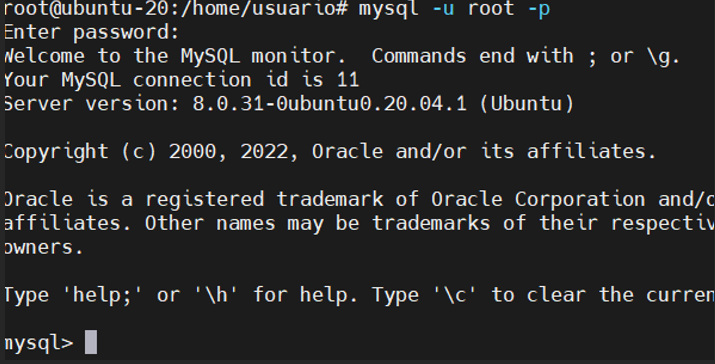 root@ubuntu-20:/home/usuario# mysql -u root -p
Enter password:
Welcome to the MySQL monitor.  Commands end with ; or \g.
Your MySQL connection id is 11
Server version: 8.0.31-0ubuntu0.20.04.1 (Ubuntu)
Copyright (c) 2000, 2022, Oracle and/or its affiliates.
Oracle is a registered trademark of Oracle Corporation and/o
affiliates. Other names may be trademarks of their respectiv
owners.
Type 'help;' or '\h' for help. Type '\c' to clear the curren
mysql>